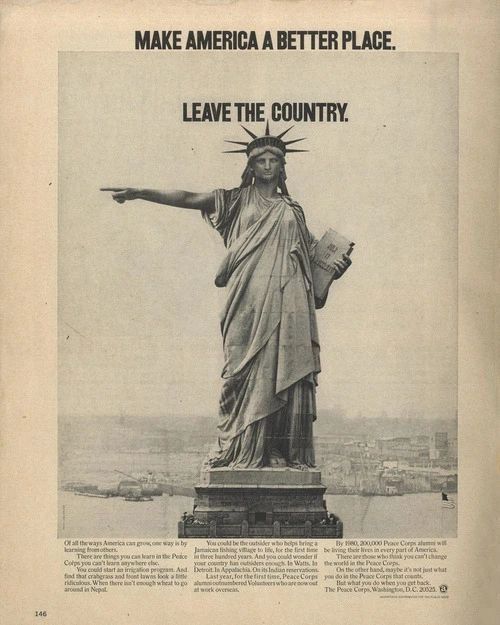 MAKE AMERICA A BETTER PLACE.
LEAVE THE COUNTRY.
Of all the ways America can grow, one way is by
learning from others.
There are things you can learn in the Peace
Corps you can't learn anywhere else.
You could start an irrigation program. And
find that crabgrass and front lawns look a little
ridiculous. When there isn't enough wheat to go
around in Nepal.
You could be the outsider who helps bring a
Jamaican fishing village to life, for the first time
in three hundred years. And you could wonder if
your country has outsiders enough. In Watts. In
Detroit. In Appalachia. On its Indian reservations.
Last year, for the first time, Peace Corps
alumni outnumbered Volunteers who are now out
at work overseas.
By 1980, 200,000 Peace Corps alumni will
be living their lives in every part of America.
There are those who think you can't change
the world in the Peace Corps.
On the other hand, maybe it's not just what
you do in the Peace Corps that counts.
But what you do when you get back.
The Peace Corps, Washington, D.C. 20525.
146